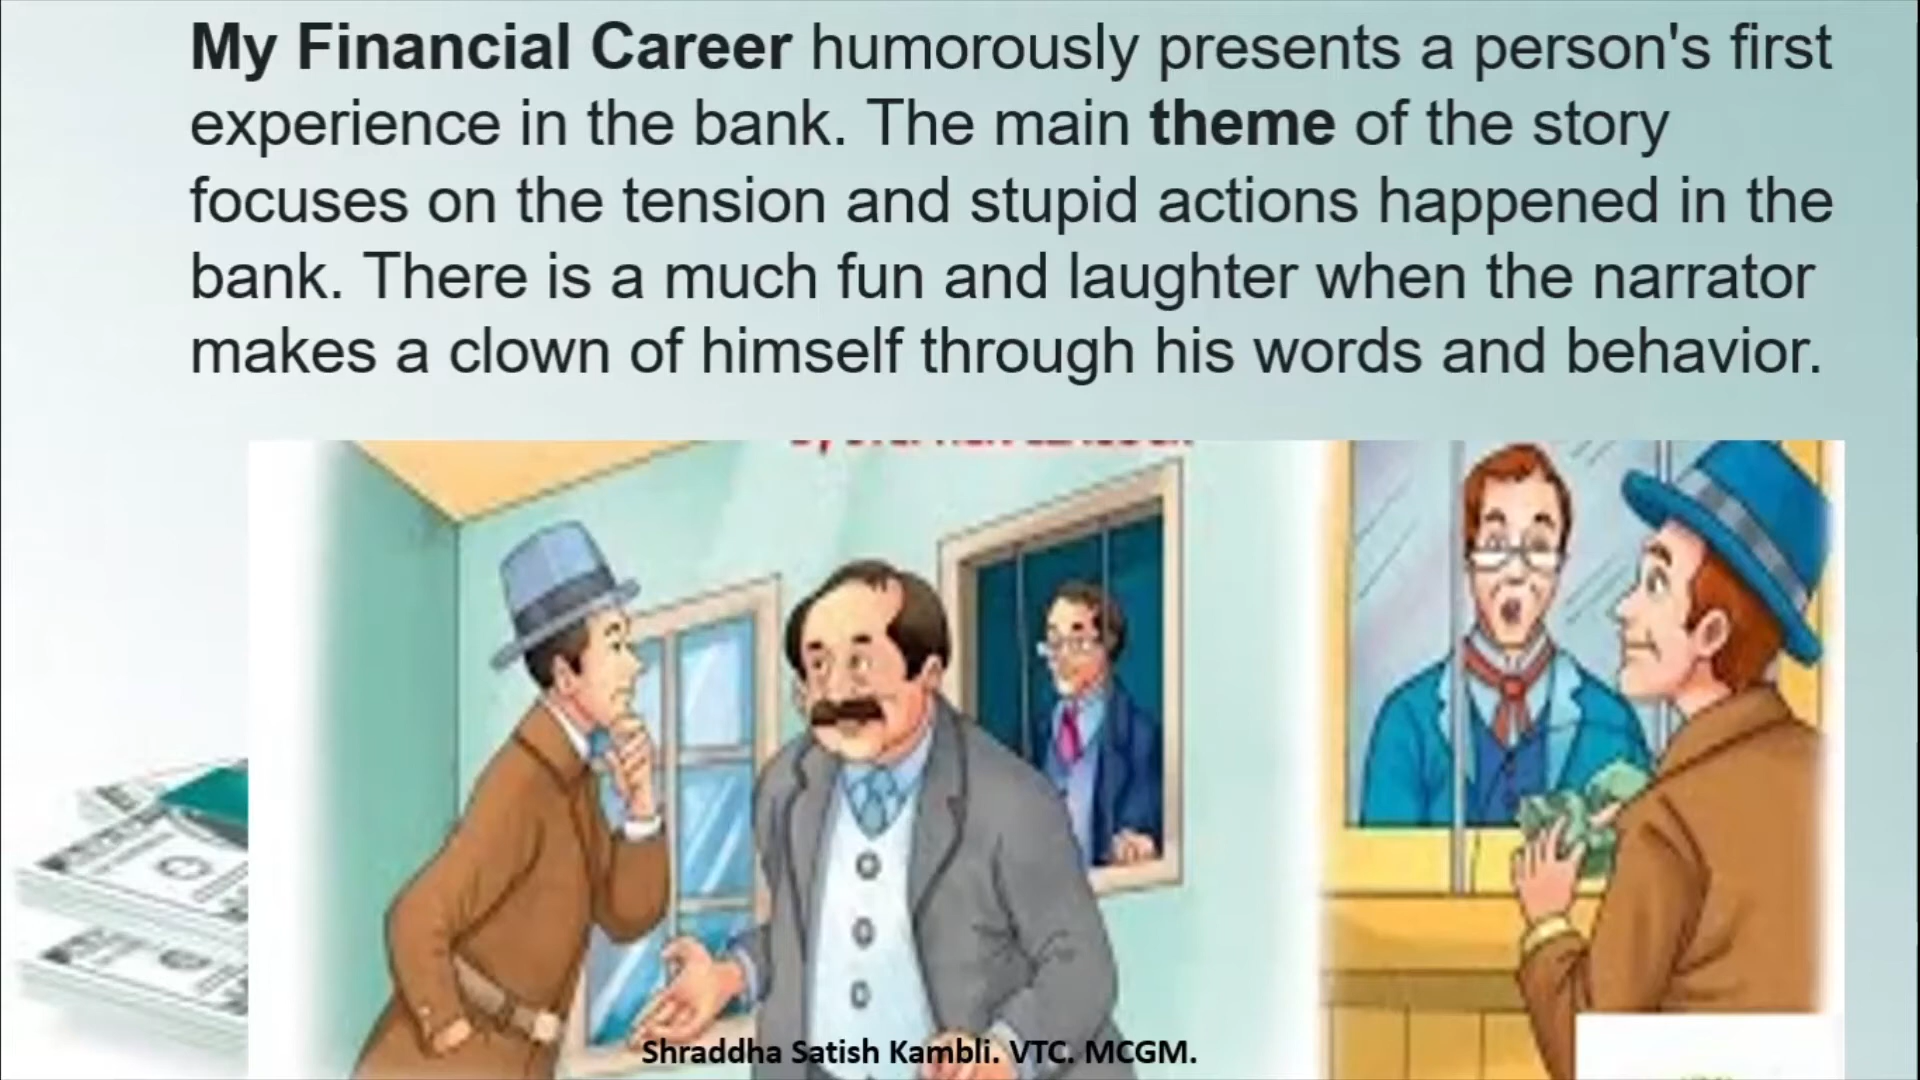 My Financial Career humorously presents a person's first
experience in the bank. The main theme of the story
focuses on the tension and stupid actions happened in the
bank. There is a much fun and laughter when the narrator
makes a clown of himself through his words and behavior.
Shraddha Satish Kambli. VTC. MCGM.